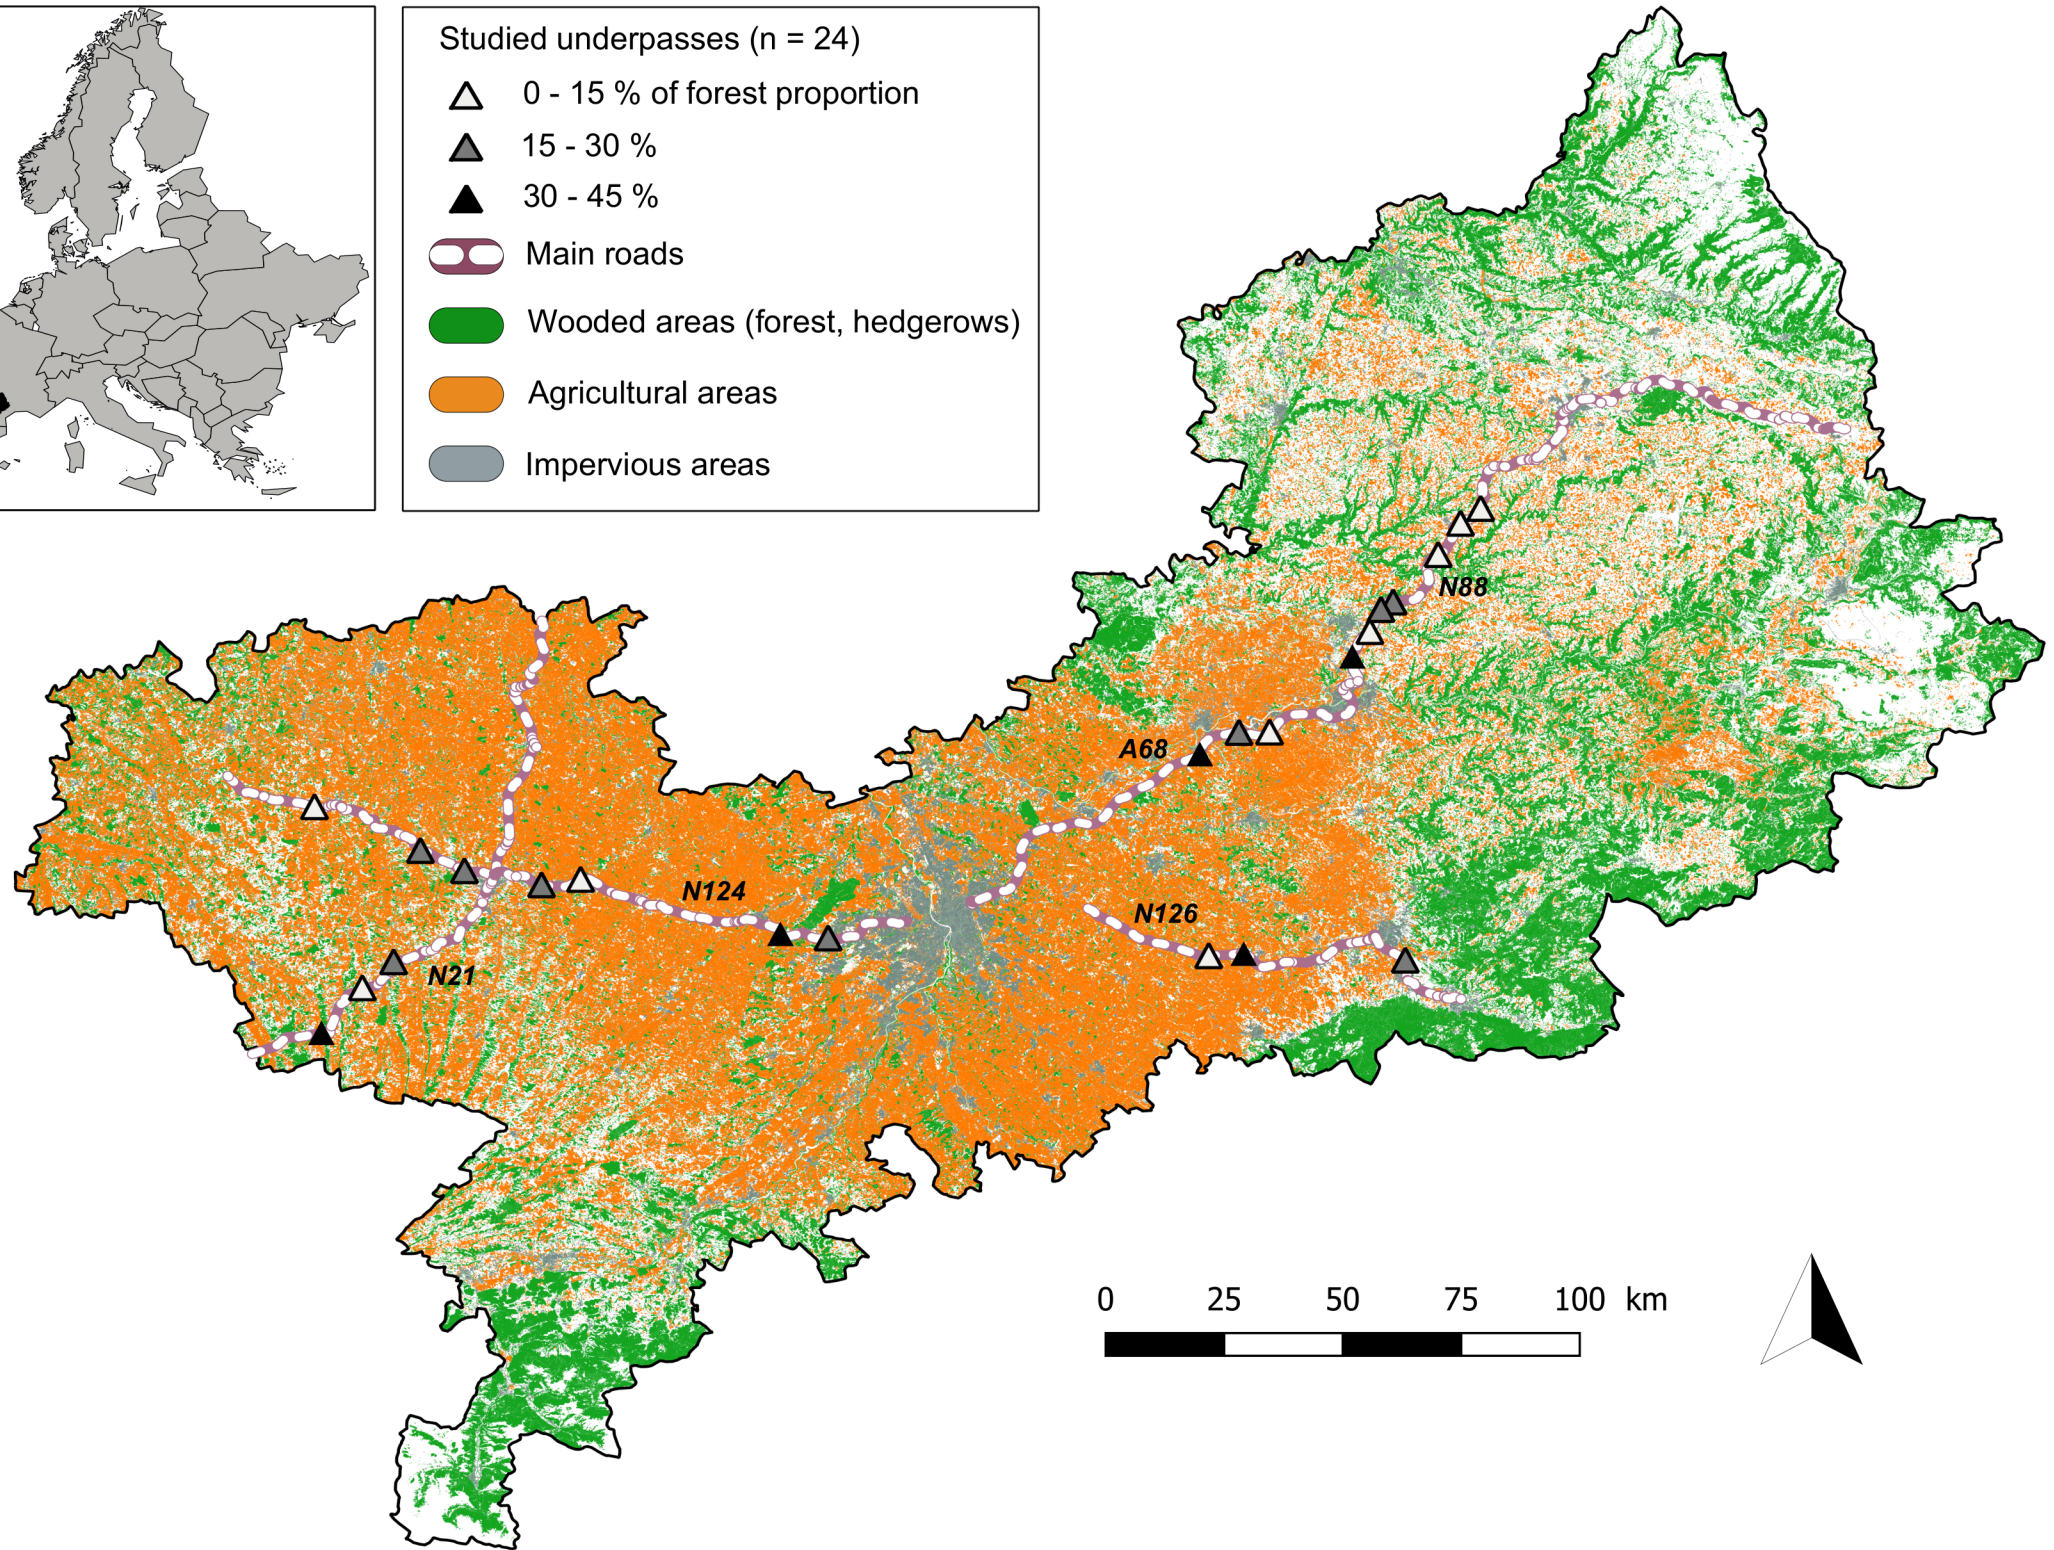 Studied underpasses (n = 24)
0 - 15 % of forest proportion
15 - 30 %
30 - 45 %
Main roads
Wooded areas (forest, hedgerows)
Agricultural areas
Impervious areas
N88
A68
N124
N126
N21
0 25 50 75 100 km